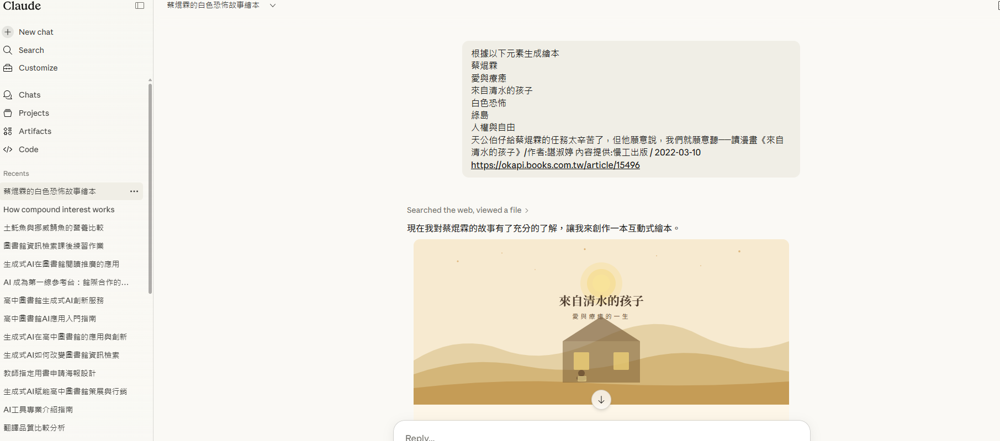 Claude
蔡焜霖的白色恐怖故事繪本
New chat
Search
Customize
Chats
Projects
Artifacts
Code
Recents
蔡焜霖的白色恐怖故事繪本
How compound interest works
土魠魚與挪威鯖魚的營養比較
圖書館資訊檢索課後練習作業
生成式AI在圖書館閱讀推廣的應用
AI 成為第一線參考台：館際合作的...
高中圖書館生成式AI創新服務
高中圖書館AI應用入門指南
生成式AI在高中圖書館的應用與創新
生成式AI如何改變圖書館資訊檢索
教師指定用書申請海報設計
生成式AI賦能高中圖書館策展與行銷
AI工具專業介紹指南
翻譯品質比較分析
根據以下元素生成繪本
蔡焜霖
愛與療癒
來自清水的孩子
白色恐怖
綠島
人權與自由
天公伯仔給蔡焜霖的任務太辛苦了，但他願意說，我們就願意聽──讀漫畫《來自
清水的孩子》/作者:諶淑婷 內容提供:慢工出版 / 2022-03-10
https://okapi.books.com.tw/article/15496
Searched the web, viewed a file
現在我對蔡焜霖的故事有了充分的了解，讓我來創作一本互動式繪本。
來自清水的孩子
愛與療癒的一生
Reply...